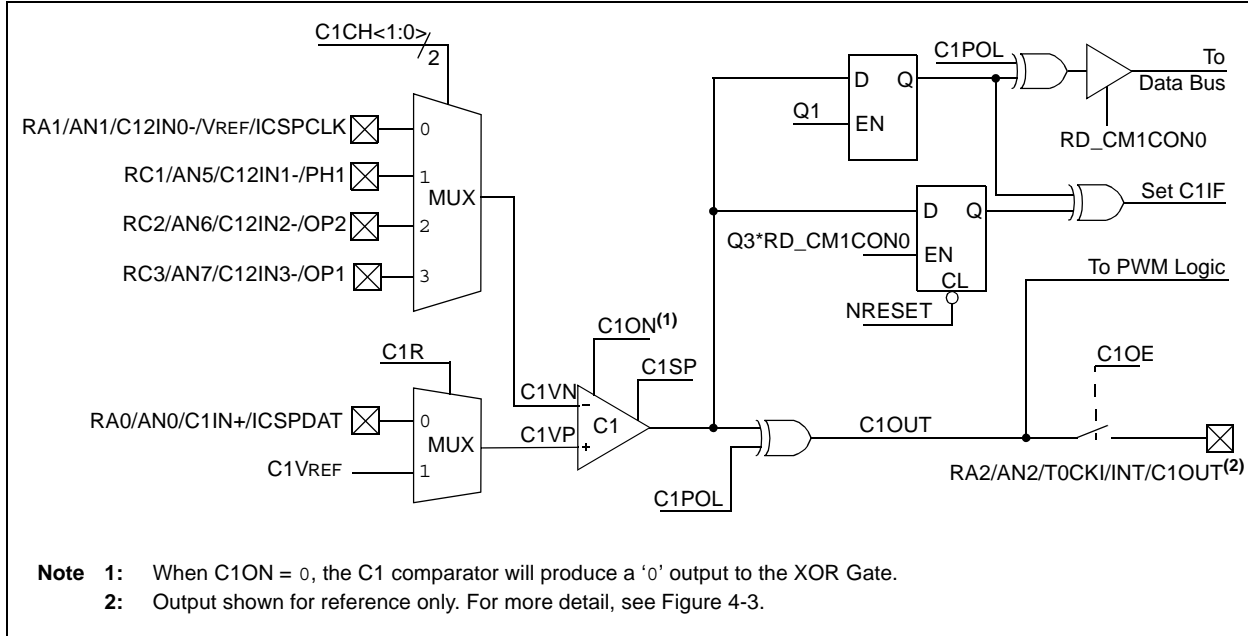 C1CH<1:0>
2
RA1/AN1/C12IN0-/VREF/ICSPCLK
0
RC1/AN5/C12IN1-/PH1
1
MUX
RC2/AN6/C12IN2-/OP2
2
RC3/AN7/C12IN3-/OP1
3
C1R
RA0/AN0/C1IN+/ICSPDAT
0
MUX
C1VREF
1
C1ON(1)
C1SP
C1VN
-
C1
C1VP
+
C1POL
D Q
Q1
EN
C1POL
To
Data Bus
RD_CM1CON0
D Q
Q3*RD_CM1CON0
EN
CL
NRESET
Set C1IF
To PWM Logic
C1OE
C1OUT
RA2/AN2/T0CKI/INT/C1OUT(2)
Note 1: When C1ON = 0, the C1 comparator will produce a ‘0’ output to the XOR Gate.
2: Output shown for reference only. For more detail, see Figure 4-3.